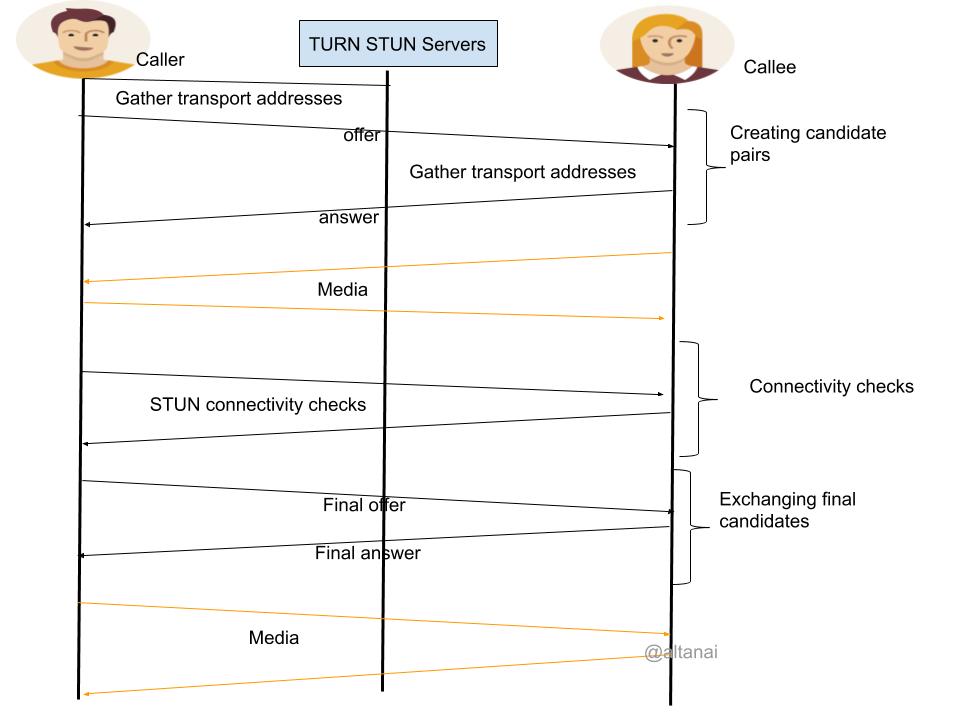 TURN STUN Servers
Caller
Callee
Gather transport addresses
offer
Creating candidate
pairs
Gather transport addresses
answer
Media
Connectivity checks
STUN connectivity checks
Final offer
Exchanging final
candidates
Final answer
Media
@altanai